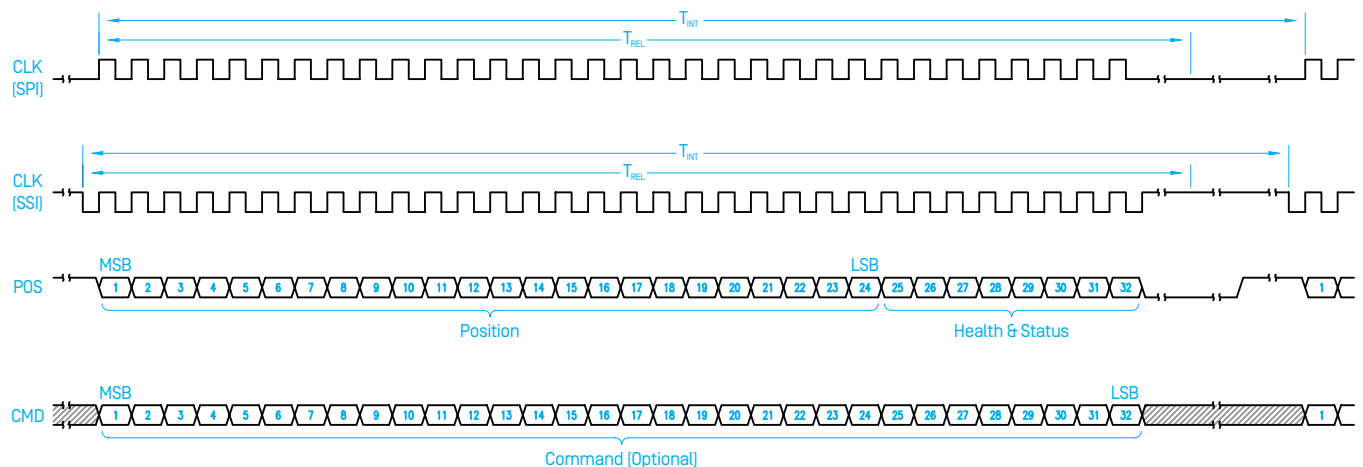 T_INT
T_REL
CLK
(SPI)
T_INT
T_REL
CLK
(SSI)
MSB LSB
POS 1 2 3 4 5 6 7 8 9 10 11 12 13 14 15 16 17 18 19 20 21 22 23 24 25 26 27 28 29 30 31 32 1
Position Health & Status
MSB LSB
CMD 1 2 3 4 5 6 7 8 9 10 11 12 13 14 15 16 17 18 19 20 21 22 23 24 25 26 27 28 29 30 31 32 1
Command (Optional)